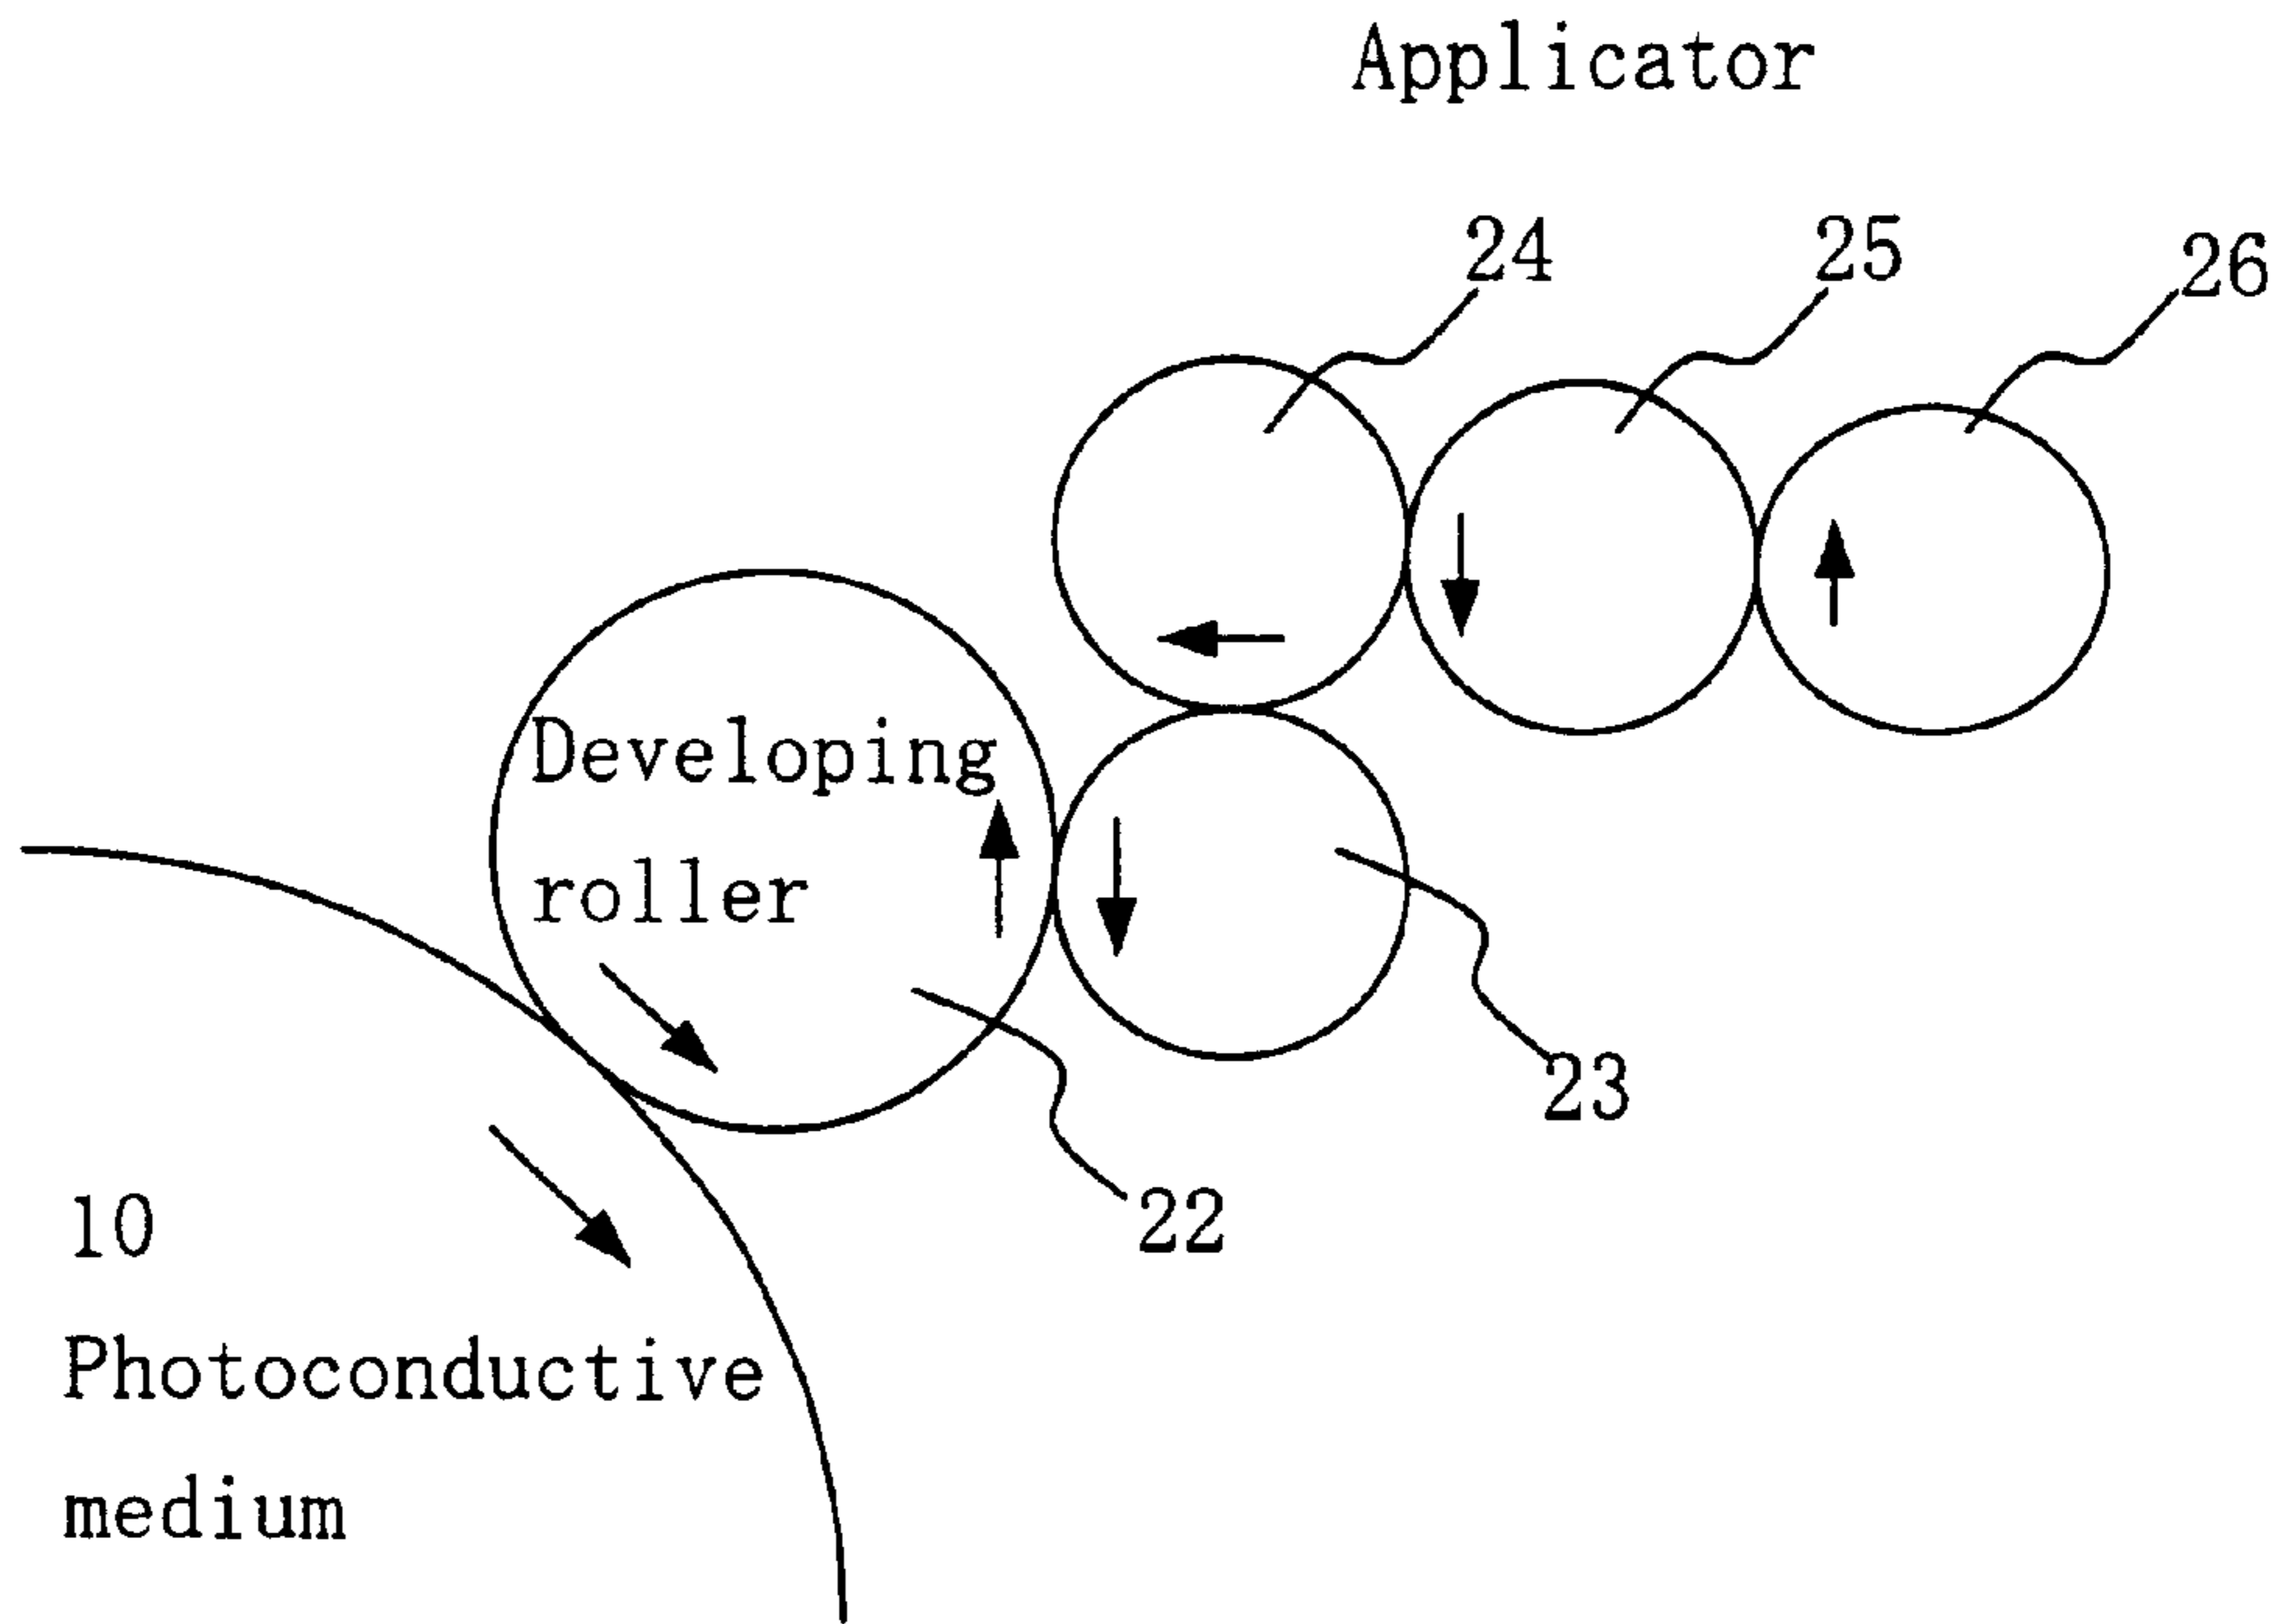 Applicator
24
25
26
Developing
roller
23
22
10
Photoconductive
medium